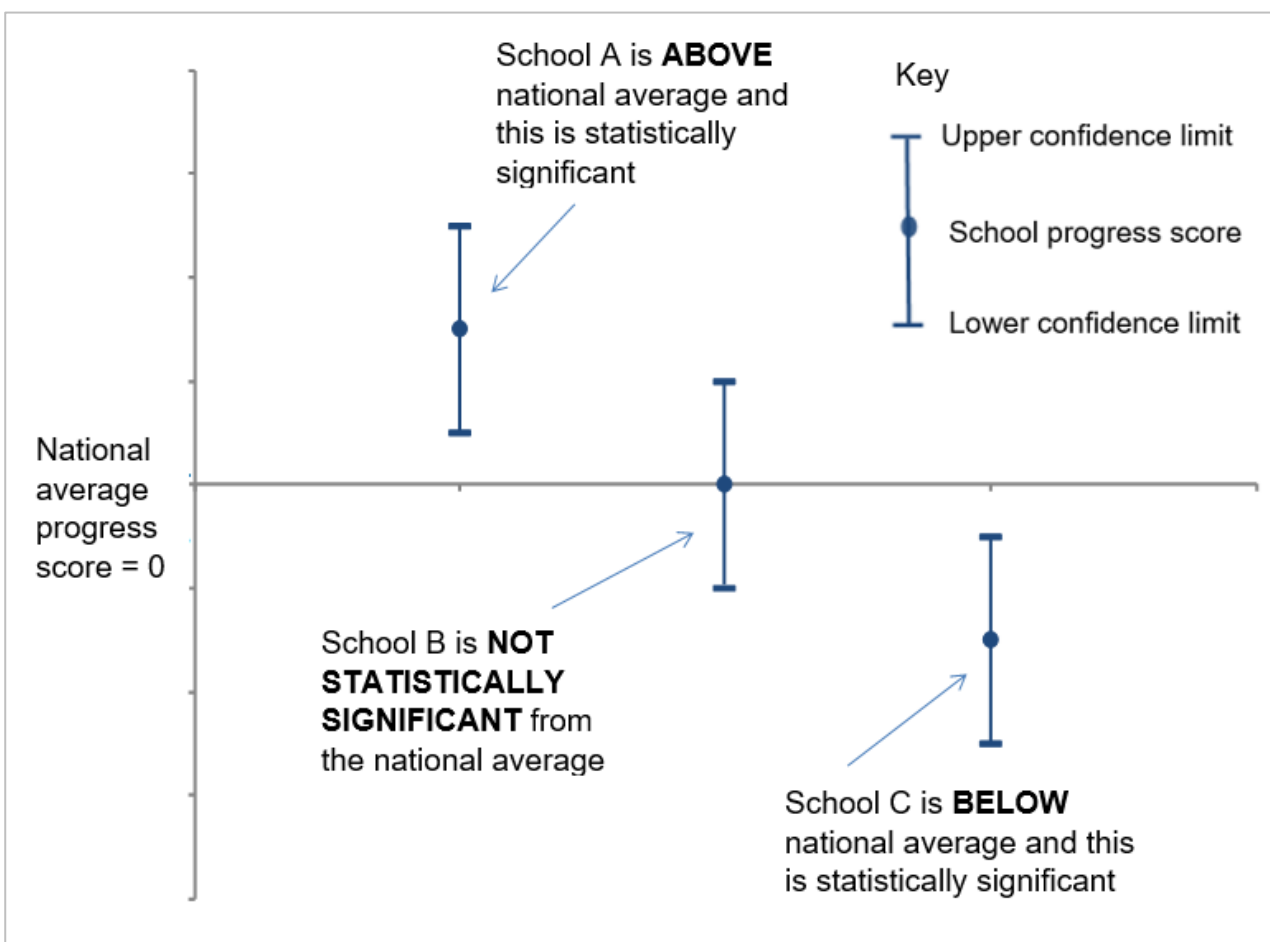 School A is ABOVE
national average and
this is statistically
significant
Key
Upper confidence limit
School progress score
Lower confidence limit
National
average
progress
score = 0
School B is NOT
STATISTICALLY
SIGNIFICANT from
the national average
School C is BELOW
national average and this
is statistically significant